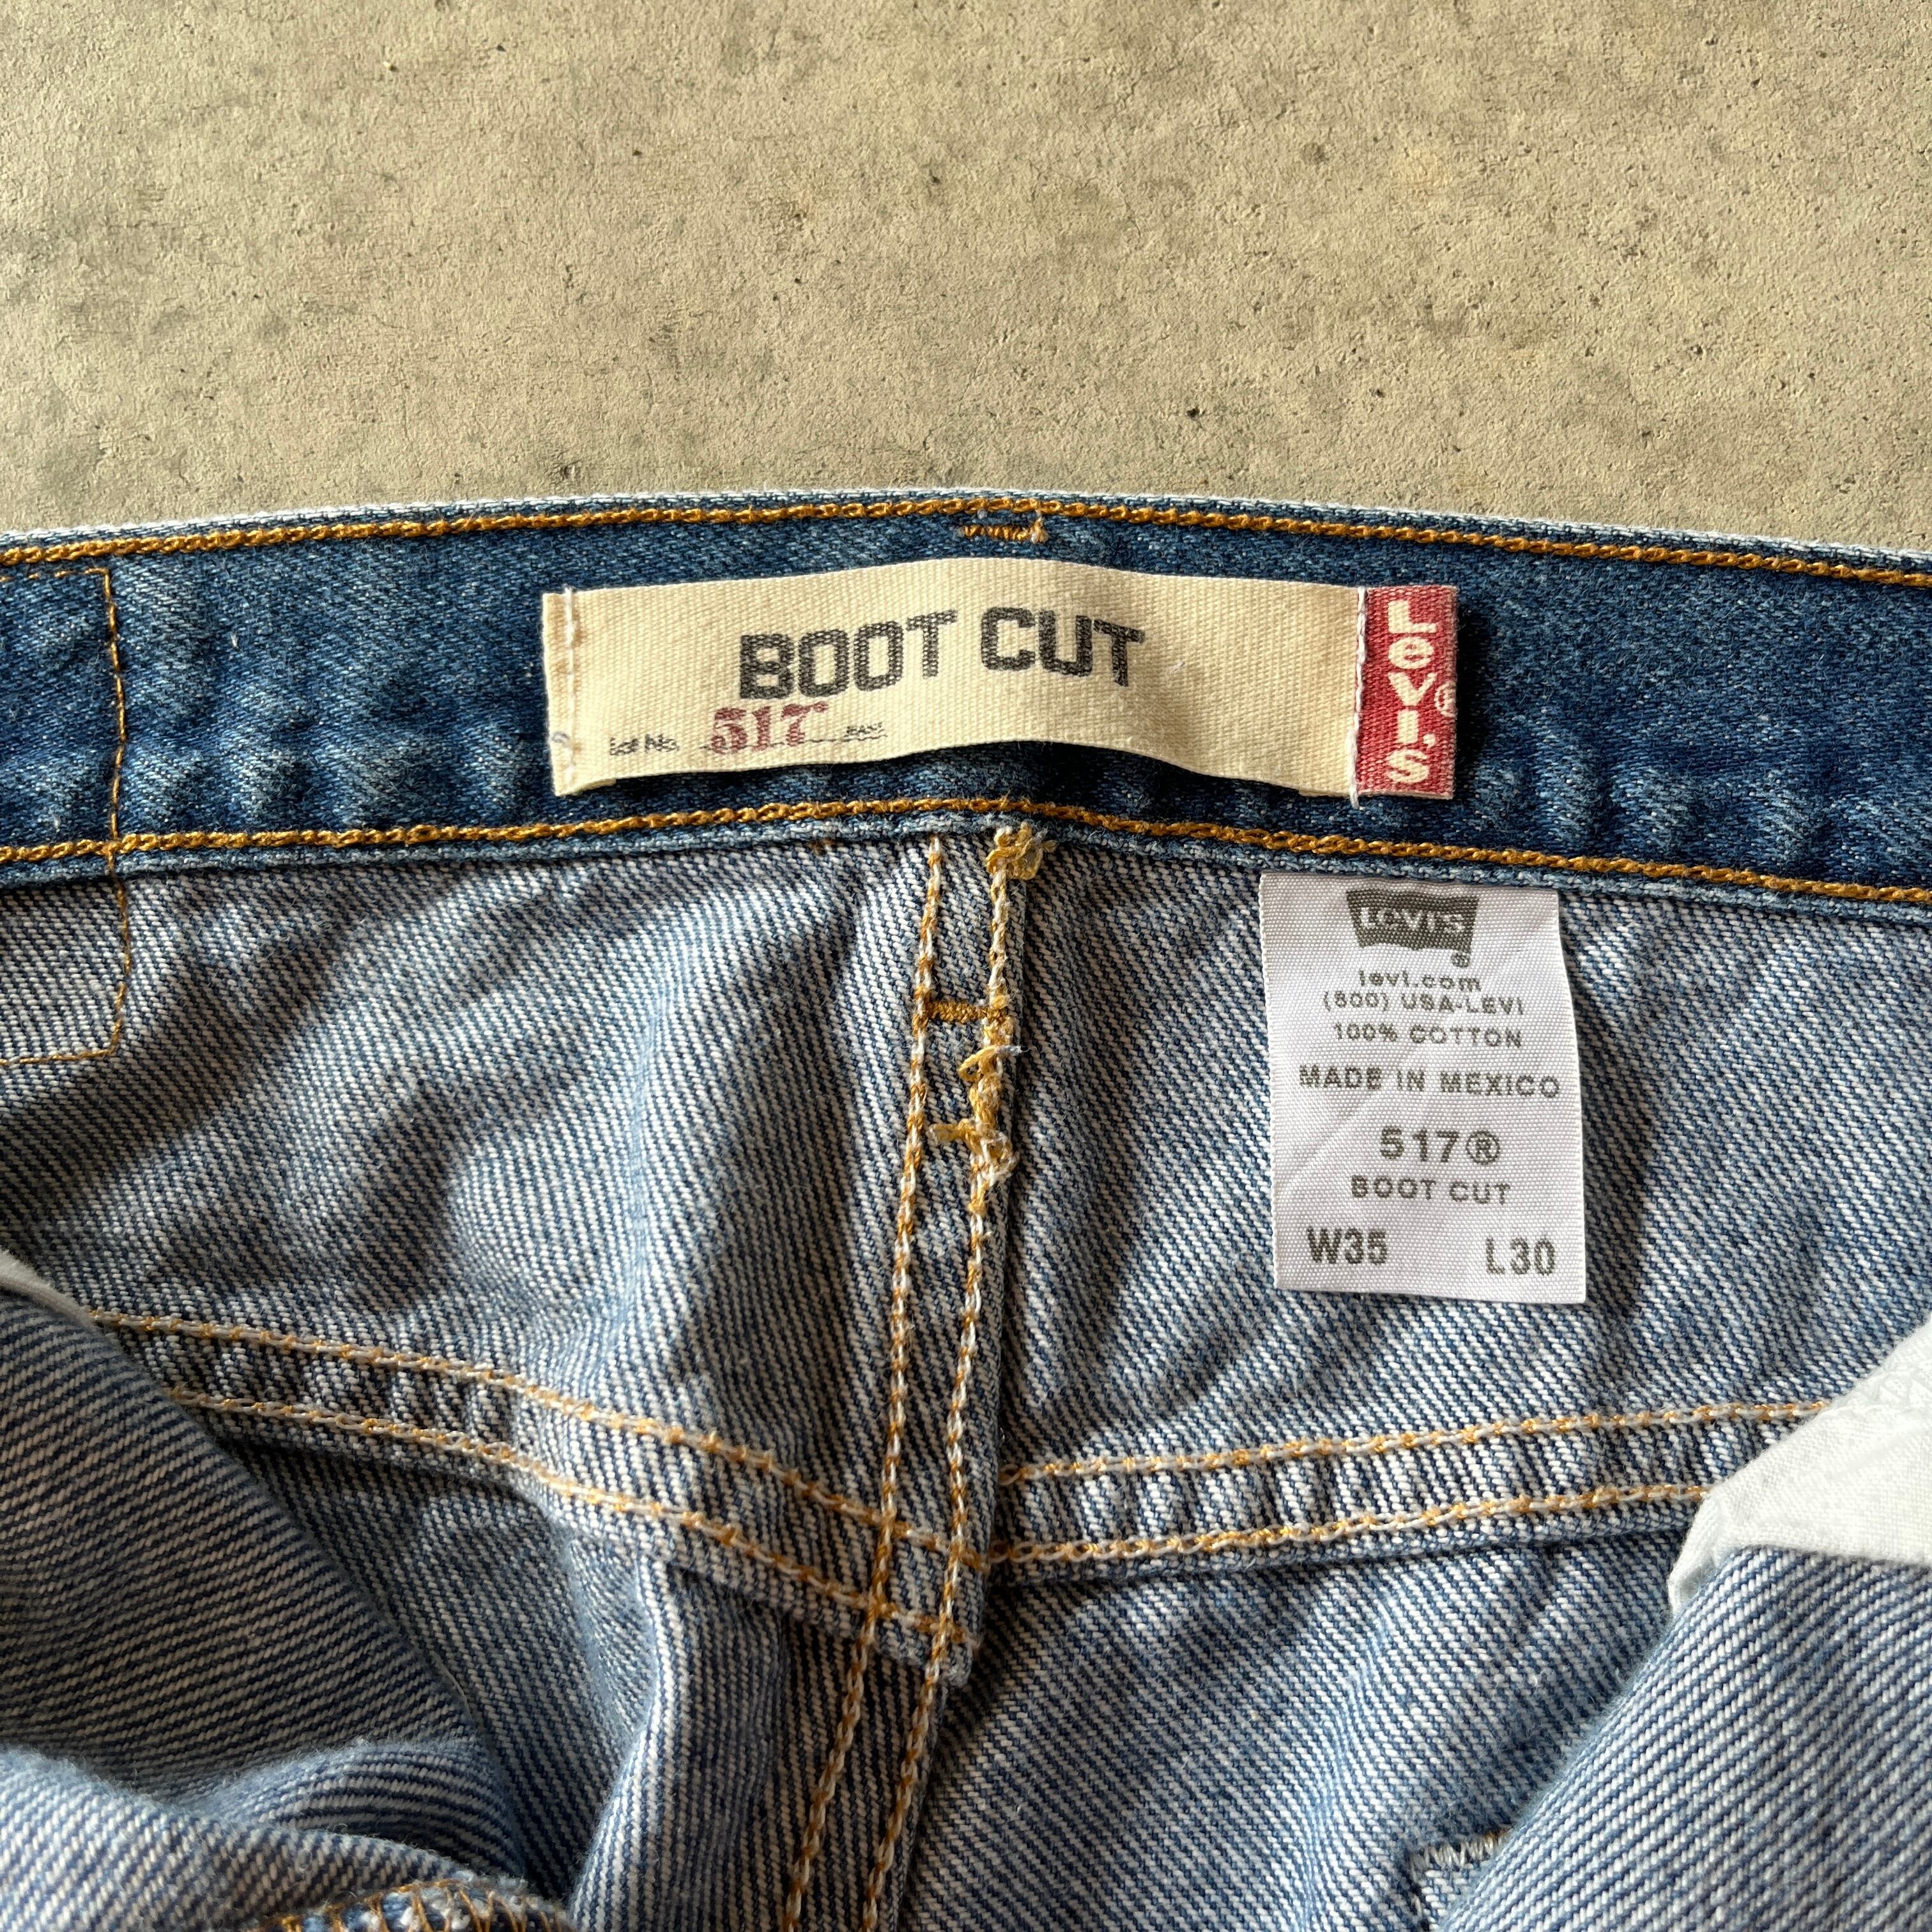 BOOT CUT
Lot No. 517
LEVI'S®
LEVI'S®
levi.com
(800) USA-LEVI
100% COTTON
MADE IN MEXICO
517®
BOOT CUT
W35 L30